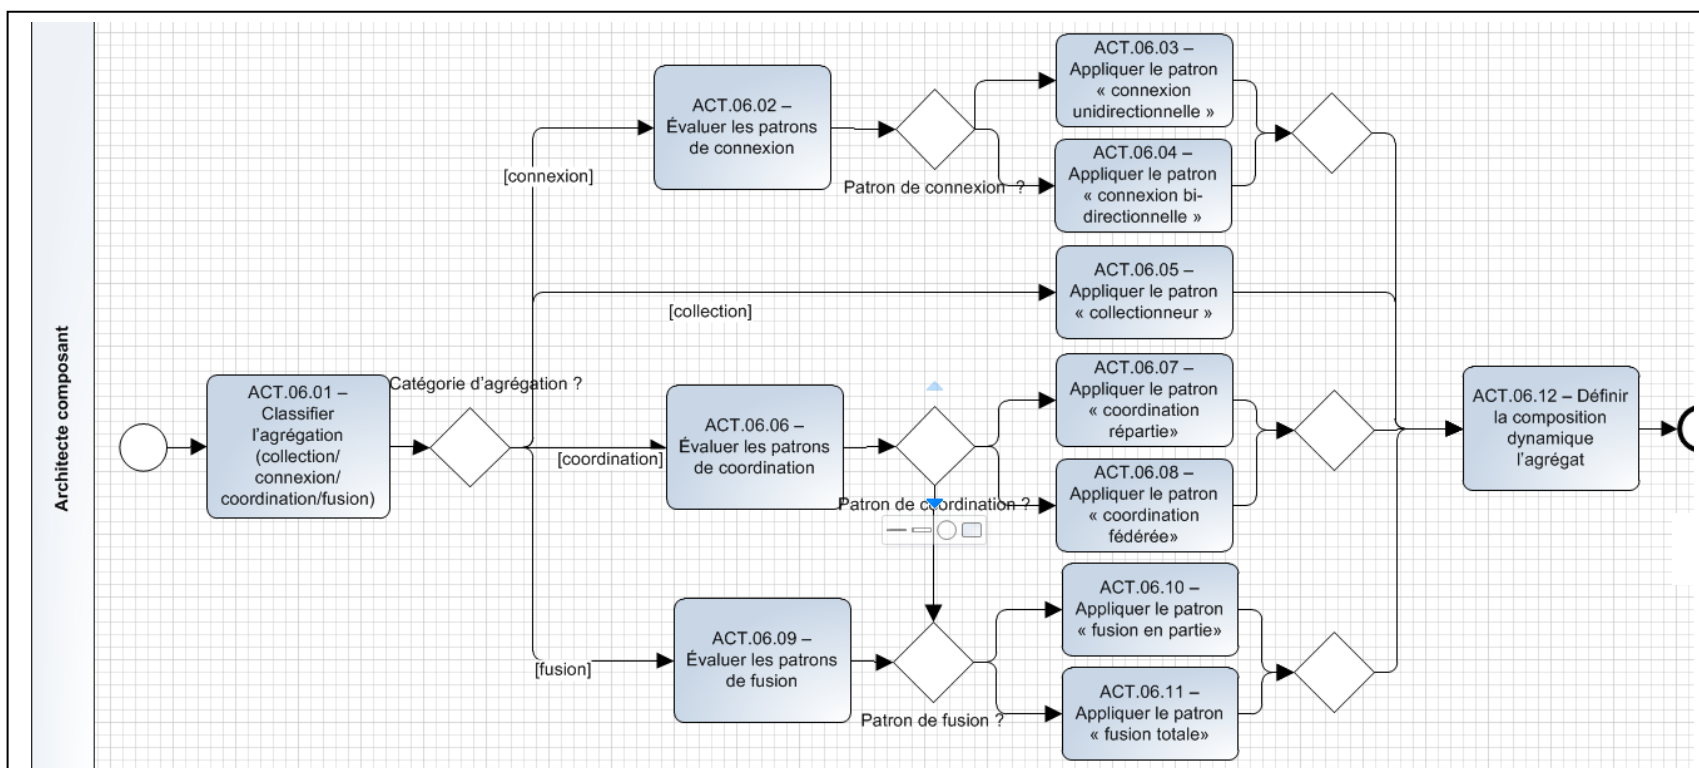 Architecte composant
ACT.06.01 –
Classifier
l’agrégation
(collection/
connexion/
coordination/fusion)
Catégorie d’agrégation ?
[connexion]
ACT.06.02 –
Évaluer les patrons
de connexion
Patron de connexion ?
ACT.06.03 –
Appliquer le patron
« connexion
unidirectionnelle »
ACT.06.04 –
Appliquer le patron
« connexion bi-
directionnelle »
[collection]
ACT.06.05 –
Appliquer le patron
« collectionneur »
[coordination]
ACT.06.06 –
Évaluer les patrons
de coordination
Patron de coordination ?
ACT.06.07 –
Appliquer le patron
« coordination
répartie»
ACT.06.08 –
Appliquer le patron
« coordination
fédérée»
[fusion]
ACT.06.09 –
Évaluer les patrons
de fusion
Patron de fusion ?
ACT.06.10 –
Appliquer le patron
« fusion en partie»
ACT.06.11 –
Appliquer le patron
« fusion totale»
ACT.06.12 – Définir
la composition
dynamique
l’agrégat